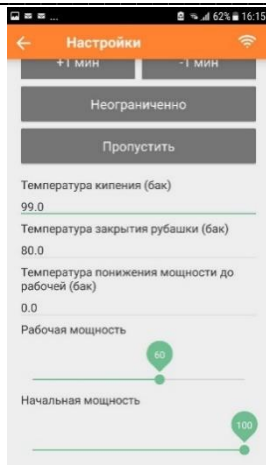 ... 62% 16:15
Настройки
+1 мин -1 мин
Неограниченно
Пропустить
Температура кипения (бак)
99.0
Температура закрытия рубашки (бак)
80.0
Температура понижения мощности до
рабочей (бак)
0.0
Рабочая мощность
60
Начальная мощность
100